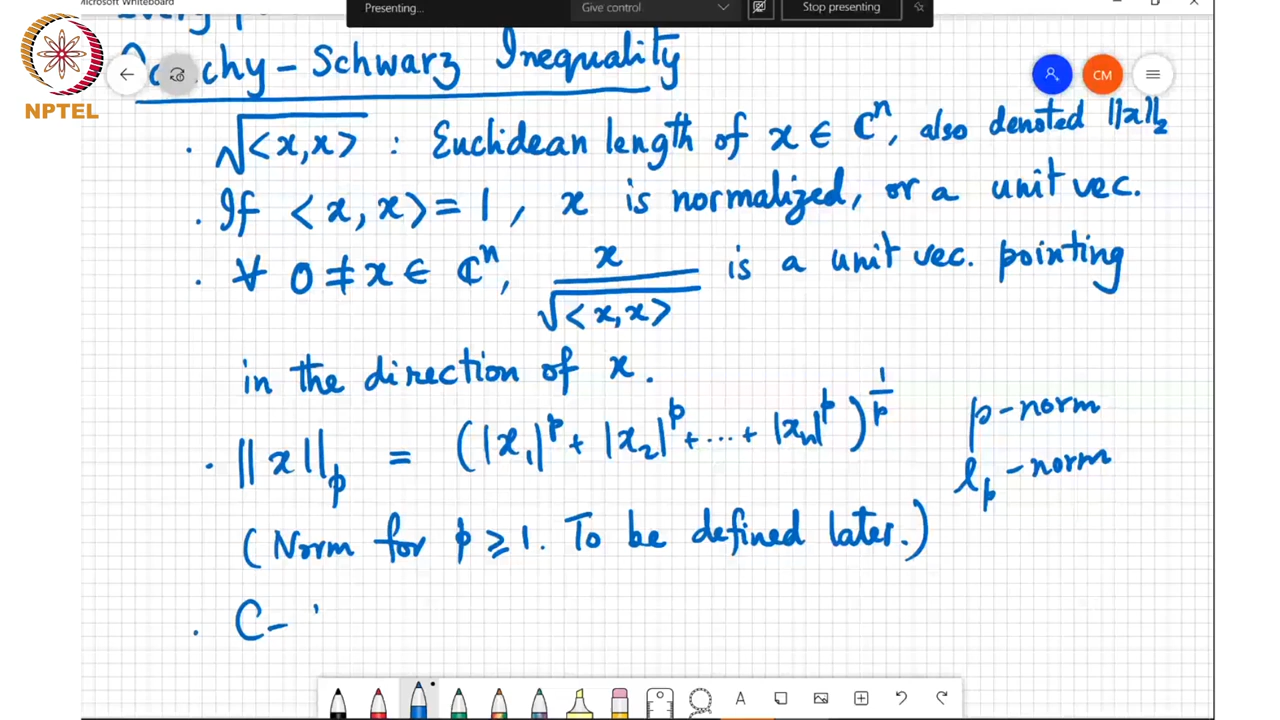 Microsoft Whiteboard
Presenting...
Give control
Stop presenting
NPTEL
CM
Cauchy - Schwarz Inequality
. √<x,x> : Euclidean length of x ∈ ℂⁿ, also denoted ||x||₂
. If <x, x> = 1, x is normalized, or a unit vec.
. ∀ 0 ≠ x ∈ ℂⁿ, x / √<x,x> is a unit vec. pointing
in the direction of x.
. ||x||ₚ = (|x₁|ᵖ + |x₂|ᵖ + ... + |xₙ|ᵖ)^(1/p) p-norm
lₚ-norm
(Norm for p ≥ 1. To be defined later.)
. C-
A